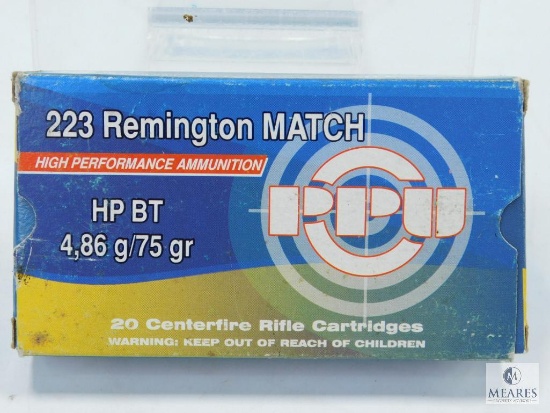 223 Remington MATCH
HIGH PERFORMANCE AMMUNITION
HP BT
4,86 g/75 gr
PPU
20 Centerfire Rifle Cartridges
WARNING: KEEP OUT OF REACH OF CHILDREN
M
MEARES